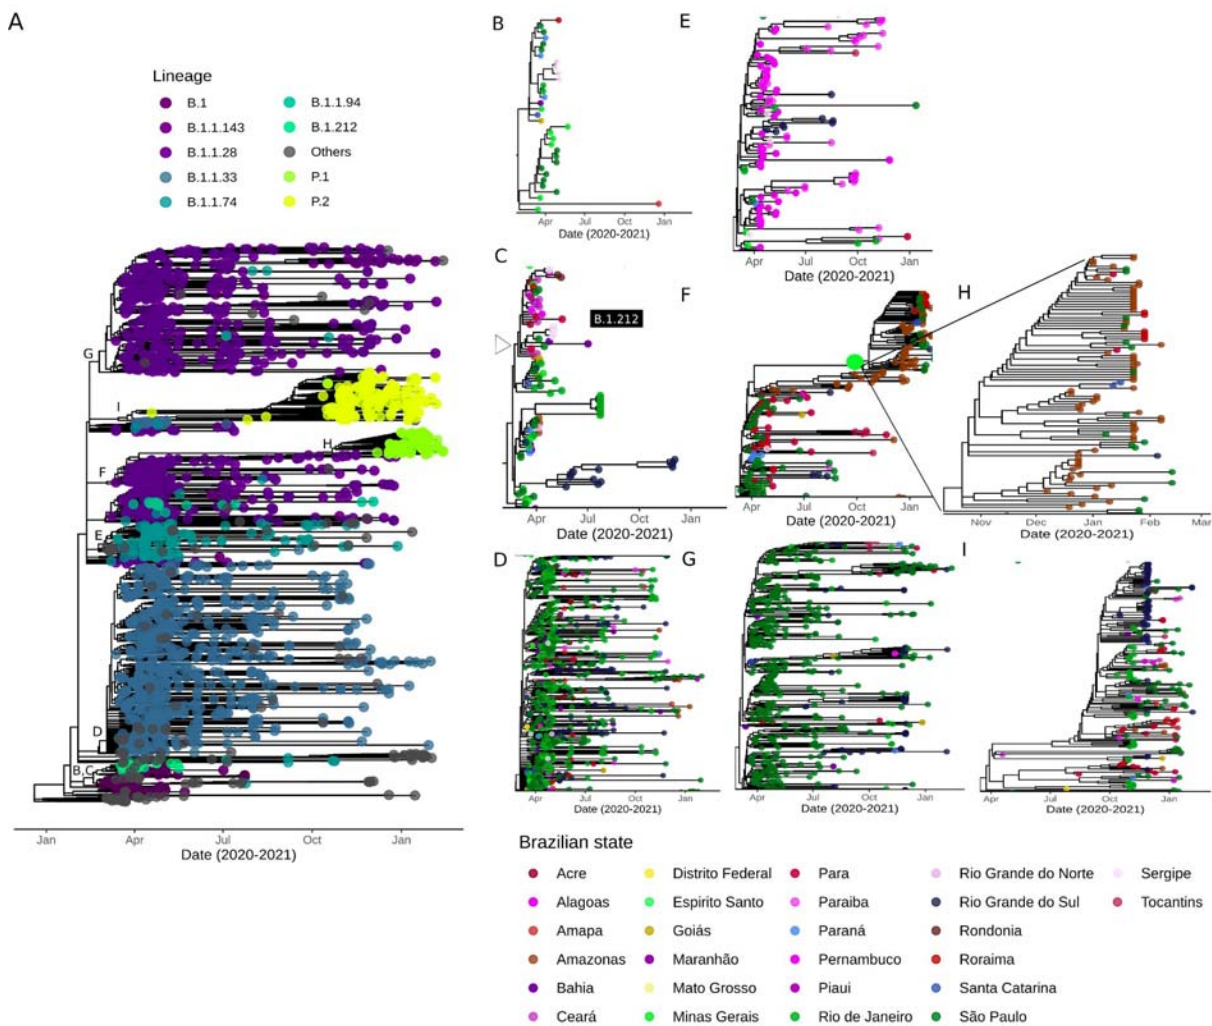 A
Lineage
B.1
B.1.1.143
B.1.1.28
B.1.1.33
B.1.1.74
B.1.1.94
B.1.212
Others
P.1
P.2
G
I
H
F
E
D
B,C
Jan Apr Jul Oct Jan
Date (2020-2021)
B
Apr Jul Oct Jan
Date (2020-2021)
E
Apr Jul Oct Jan
Date (2020-2021)
C
B.1.212
Apr Jul Oct Jan
Date (2020-2021)
F
Apr Jul Oct Jan
Date (2020-2021)
H
Nov Dec Jan Feb Mar
Date (2020-2021)
D
Apr Jul Oct Jan
Date (2020-2021)
G
Apr Jul Oct Jan
Date (2020-2021)
I
Apr Jul Oct Jan
Date (2020-2021)
Brazilian state
Acre
Alagoas
Amapa
Amazonas
Bahia
Ceará
Distrito Federal
Espirito Santo
Goiás
Maranhão
Mato Grosso
Minas Gerais
Para
Paraiba
Paraná
Pernambuco
Piaui
Rio de Janeiro
Rio Grande do Norte
Rio Grande do Sul
Rondonia
Roraima
Santa Catarina
São Paulo
Sergipe
Tocantins